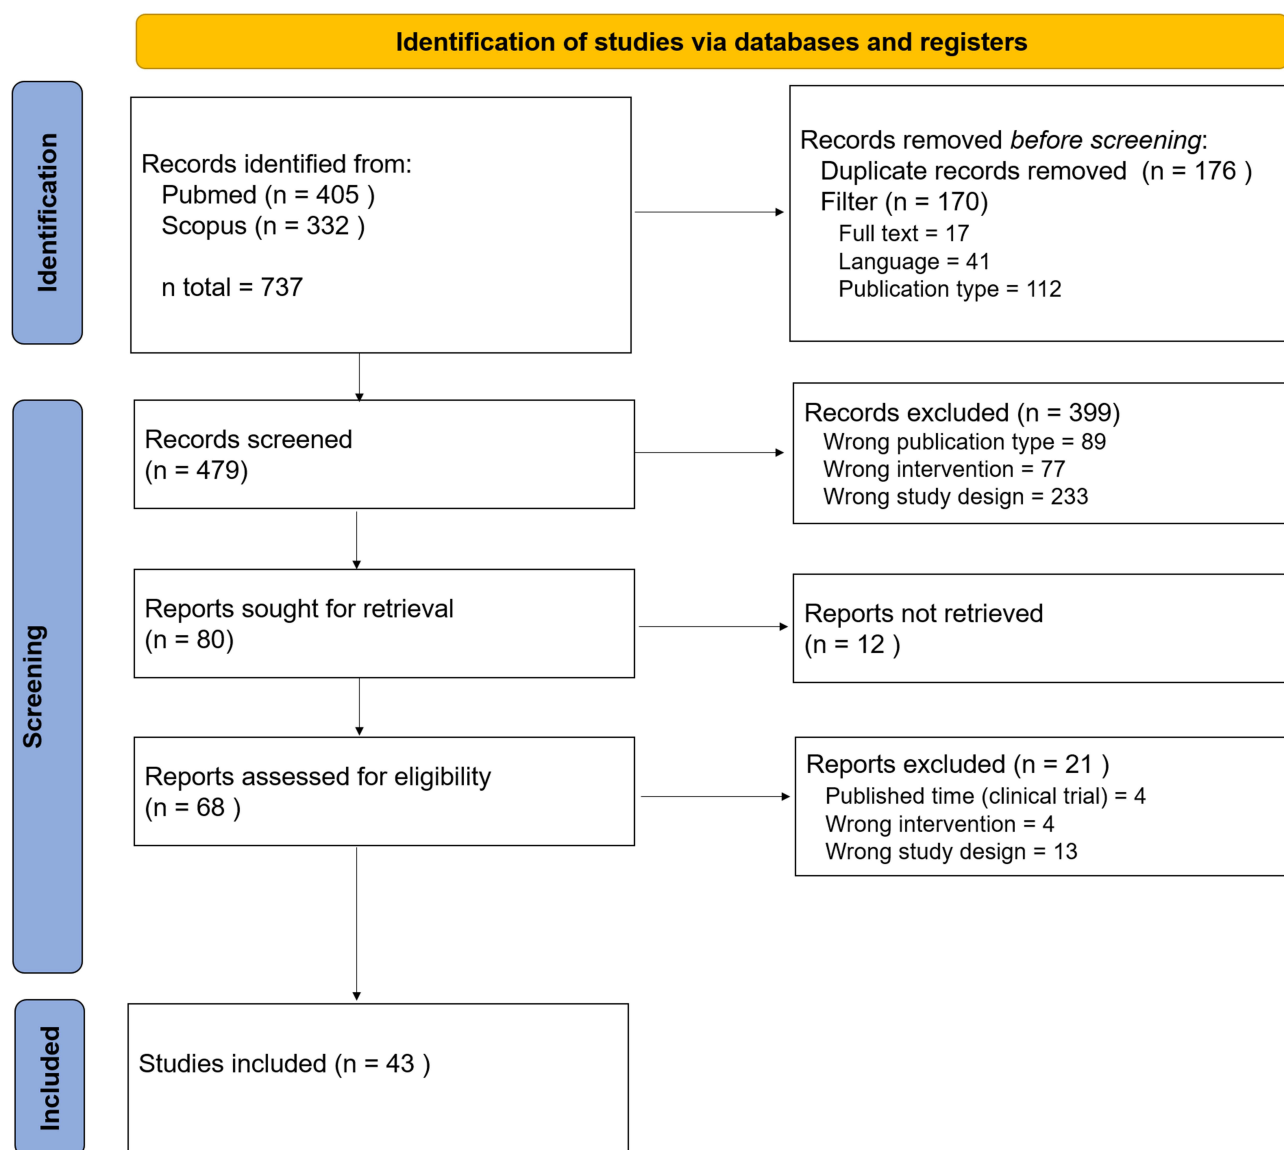 Identification of studies via databases and registers
Identification
Records identified from:
Pubmed (n = 405 )
Scopus (n = 332 )
n total = 737
Records removed before screening:
Duplicate records removed  (n = 176 )
Filter (n = 170)
Full text = 17
Language = 41
Publication type = 112
Screening
Records screened
(n = 479)
Records excluded (n = 399)
Wrong publication type = 89
Wrong intervention = 77
Wrong study design = 233
Reports sought for retrieval
(n = 80)
Reports not retrieved
(n = 12 )
Reports assessed for eligibility
(n = 68 )
Reports excluded (n = 21 )
Published time (clinical trial) = 4
Wrong intervention = 4
Wrong study design = 13
Included
Studies included (n = 43 )